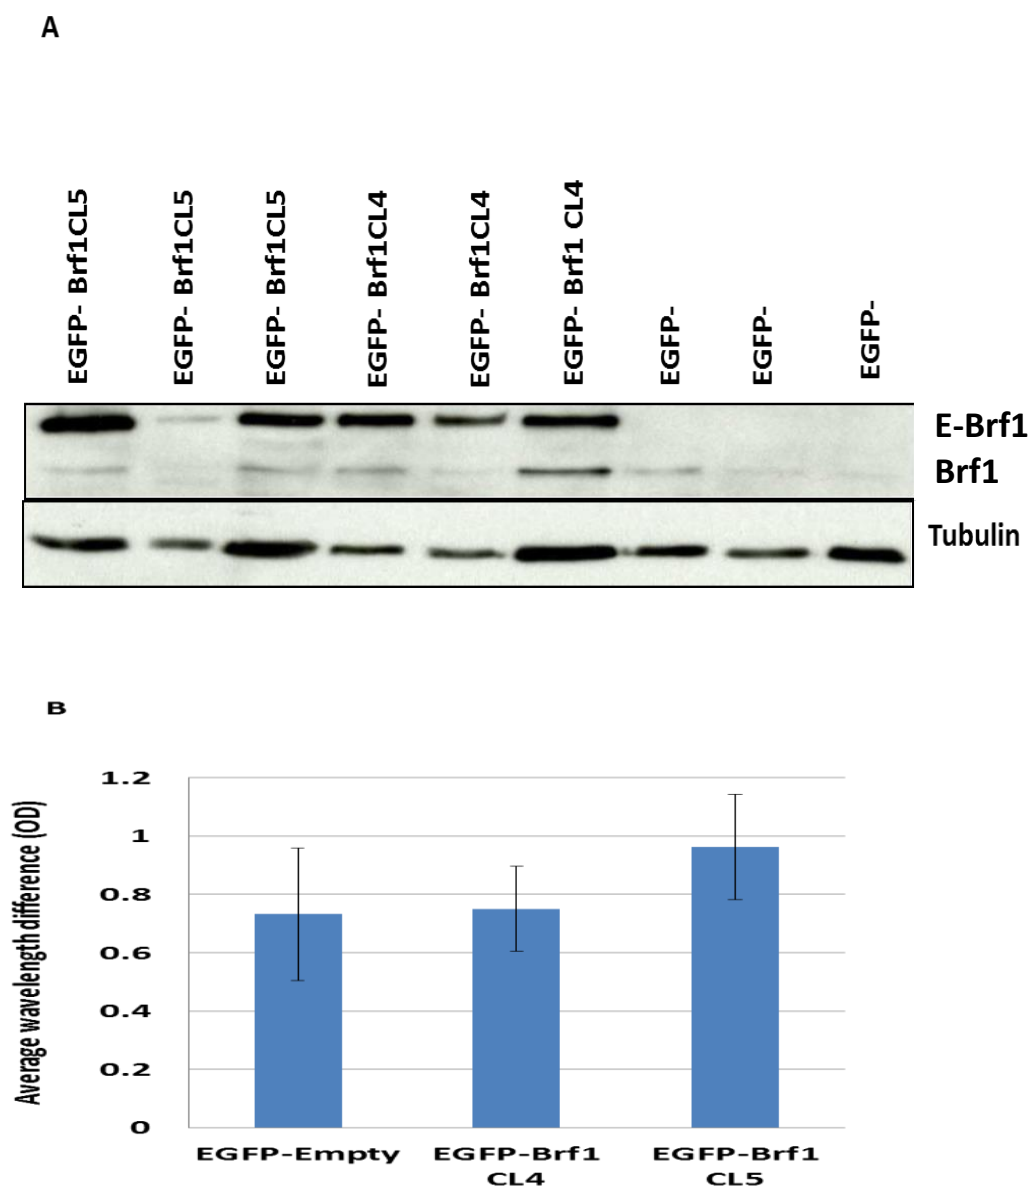 A
EGFP- Brf1CL5
EGFP- Brf1CL5
EGFP- Brf1CL5
EGFP- Brf1CL4
EGFP- Brf1CL4
EGFP- Brf1 CL4
EGFP-
EGFP-
EGFP-
E-Brf1
Brf1
Tubulin
B
Average wavelength difference (OD)
1.2
1
0.8
0.6
0.4
0.2
0
EGFP-Empty
EGFP-Brf1
CL4
EGFP-Brf1
CL5